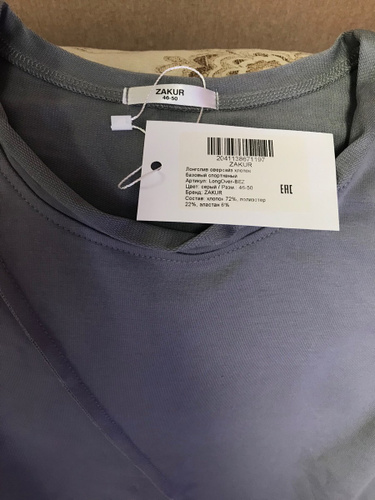 ZAKUR
46-50
2041138671197
ZAKUR
Лонгслив оверсайз хлопок
Базовый спортивный
Артикул: LongOver-BS2
Цвет: серый / Разм.: 46-50
Бренд: ZAKUR
Состав: хлопок 72%, полиэстер
22%, эластан 6%
EAC